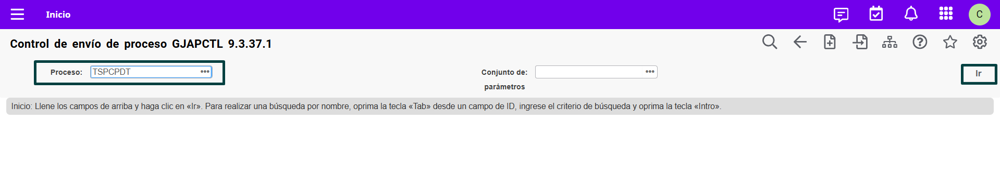 Inicio
C
Control de envío de proceso GJAPCTL 9.3.37.1
Proceso: TSPCPDT
Conjunto de:
parámetros
Ir
Inicio: Llene los campos de arriba y haga clic en «Ir». Para realizar una búsqueda por nombre, oprima la tecla «Tab» desde un campo de ID, ingrese el criterio de búsqueda y oprima la tecla «Intro».